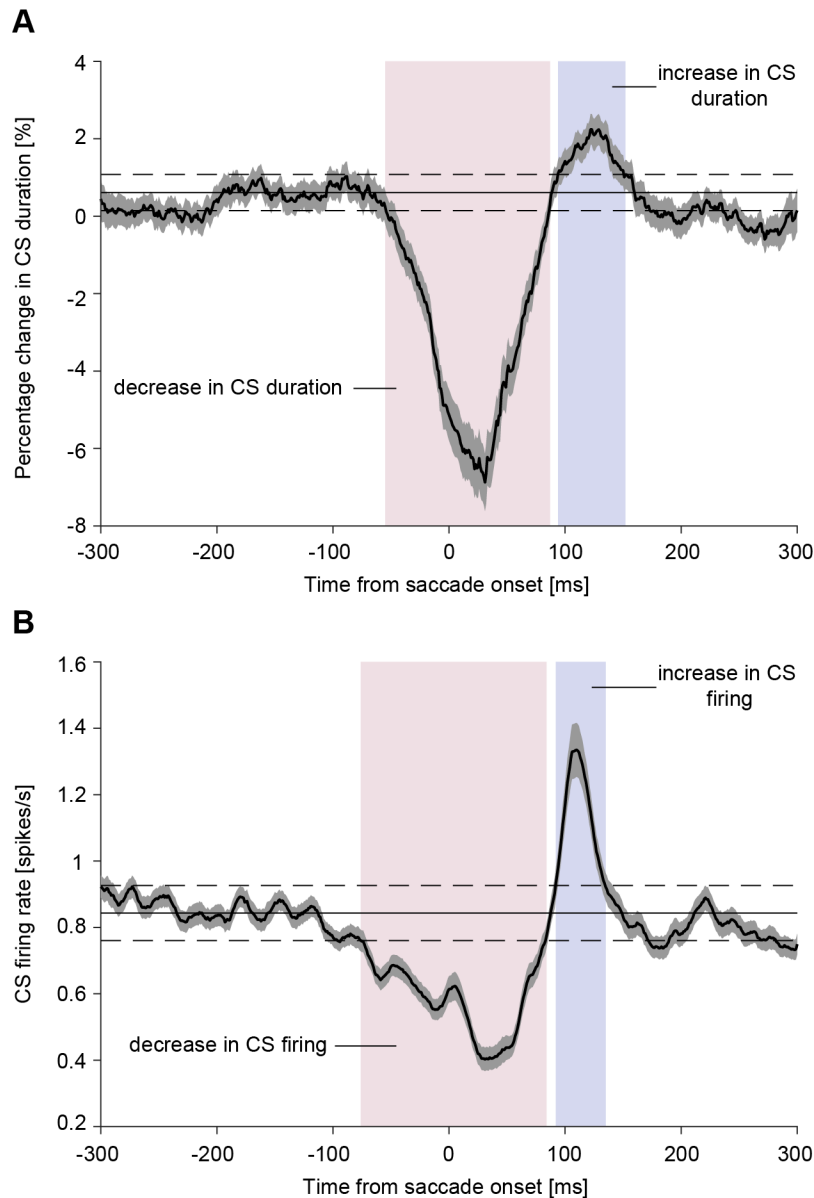 A
increase in CS
duration
Percentage change in CS duration [%]
4
2
0
-2
-4
-6
-8
decrease in CS duration
-300
-200
-100
0
100
200
300
Time from saccade onset [ms]
B
increase in CS
firing
CS firing rate [spikes/s]
1.6
1.4
1.2
1
0.8
0.6
0.4
0.2
decrease in CS firing
-300
-200
-100
0
100
200
300
Time from saccade onset [ms]